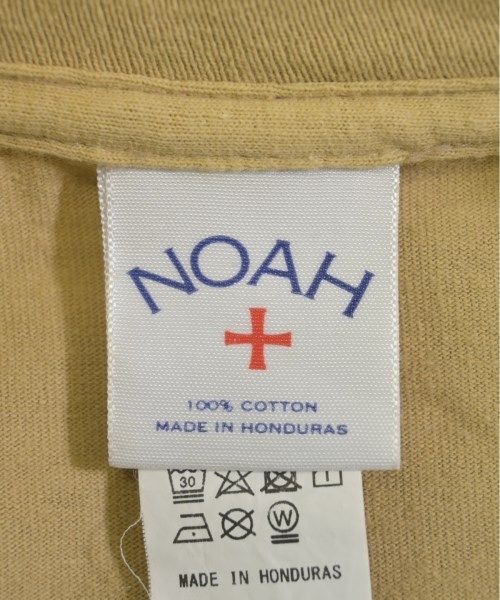 NOAH
100% COTTON
MADE IN HONDURAS
30
W
MADE IN HONDURAS